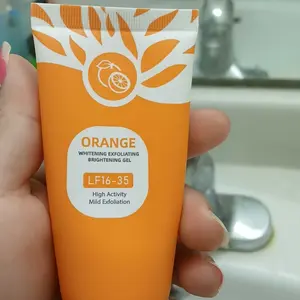 ORANGE
WHITENING EXFOLIATING
BRIGHTENING GEL
LF16-35
High Activity
Mild Exfoliation